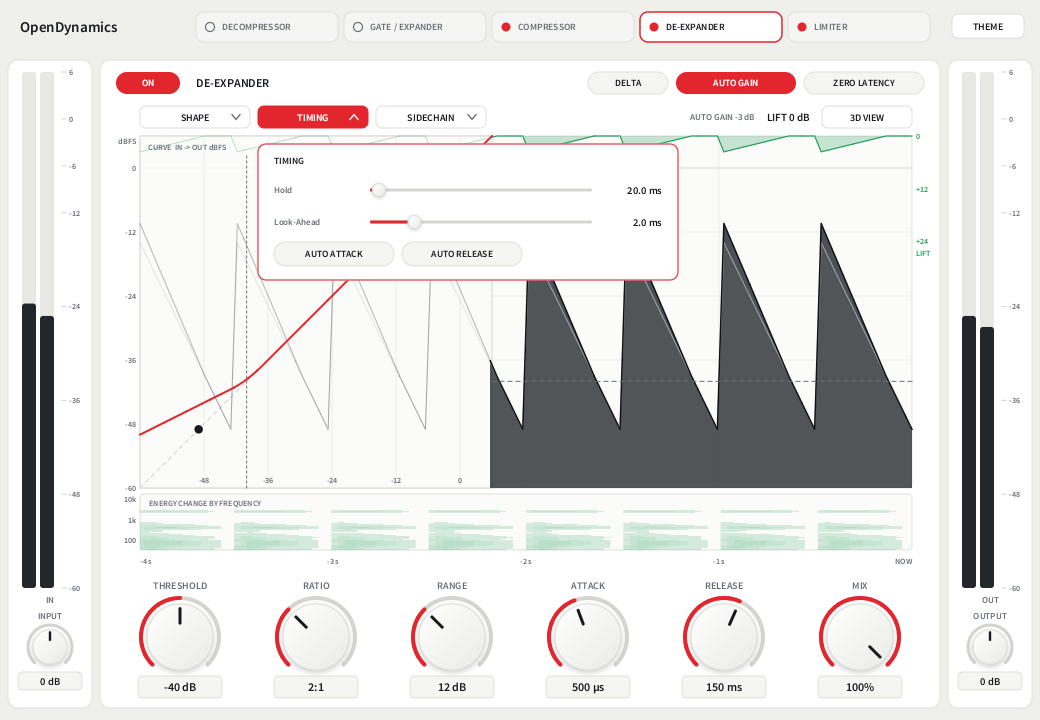 OpenDynamics
DECOMPRESSOR
GATE / EXPANDER
COMPRESSOR
DE-EXPANDER
LIMITER
THEME
ON
DE-EXPANDER
DELTA
AUTO GAIN
ZERO LATENCY
SHAPE
TIMING
SIDECHAIN
AUTO GAIN -3 dB
LIFT 0 dB
3D VIEW
6
0
-6
-12
-24
-36
-48
-60
IN
INPUT
0 dB
dBFS
0
-12
-24
-36
-48
-60
CURVE IN -> OUT dBFS
TIMING
Hold
20.0 ms
Look-Ahead
2.0 ms
AUTO ATTACK
AUTO RELEASE
-48
-36
-24
-12
0
0
+12
+24
LIFT
10k
1k
100
ENERGY CHANGE BY FREQUENCY
-4s
-3s
-2s
-1s
NOW
THRESHOLD
RATIO
RANGE
ATTACK
RELEASE
MIX
-40 dB
2:1
12 dB
500 µs
150 ms
100%
6
0
-6
-12
-24
-36
-48
-60
OUT
OUTPUT
0 dB